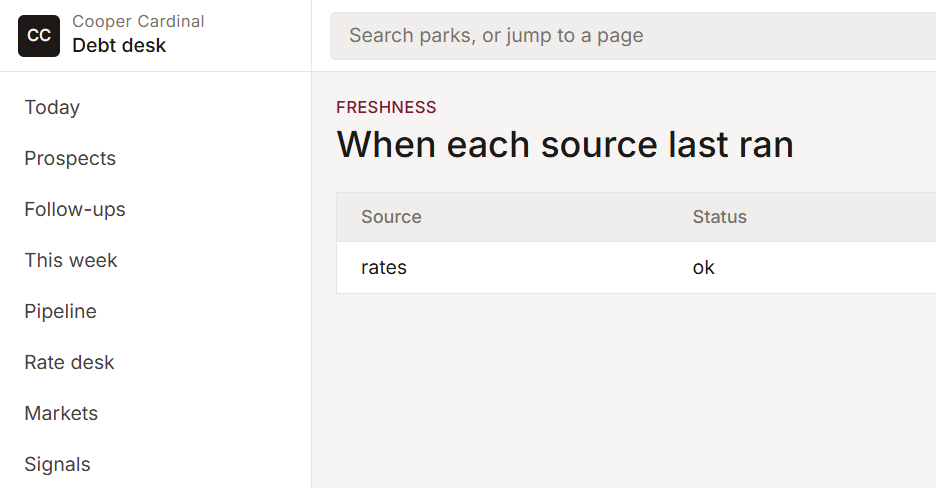 CC
Cooper Cardinal
Debt desk
Search parks, or jump to a page
Today
Prospects
Follow-ups
This week
Pipeline
Rate desk
Markets
Signals
FRESHNESS
When each source last ran
Source Status
rates ok